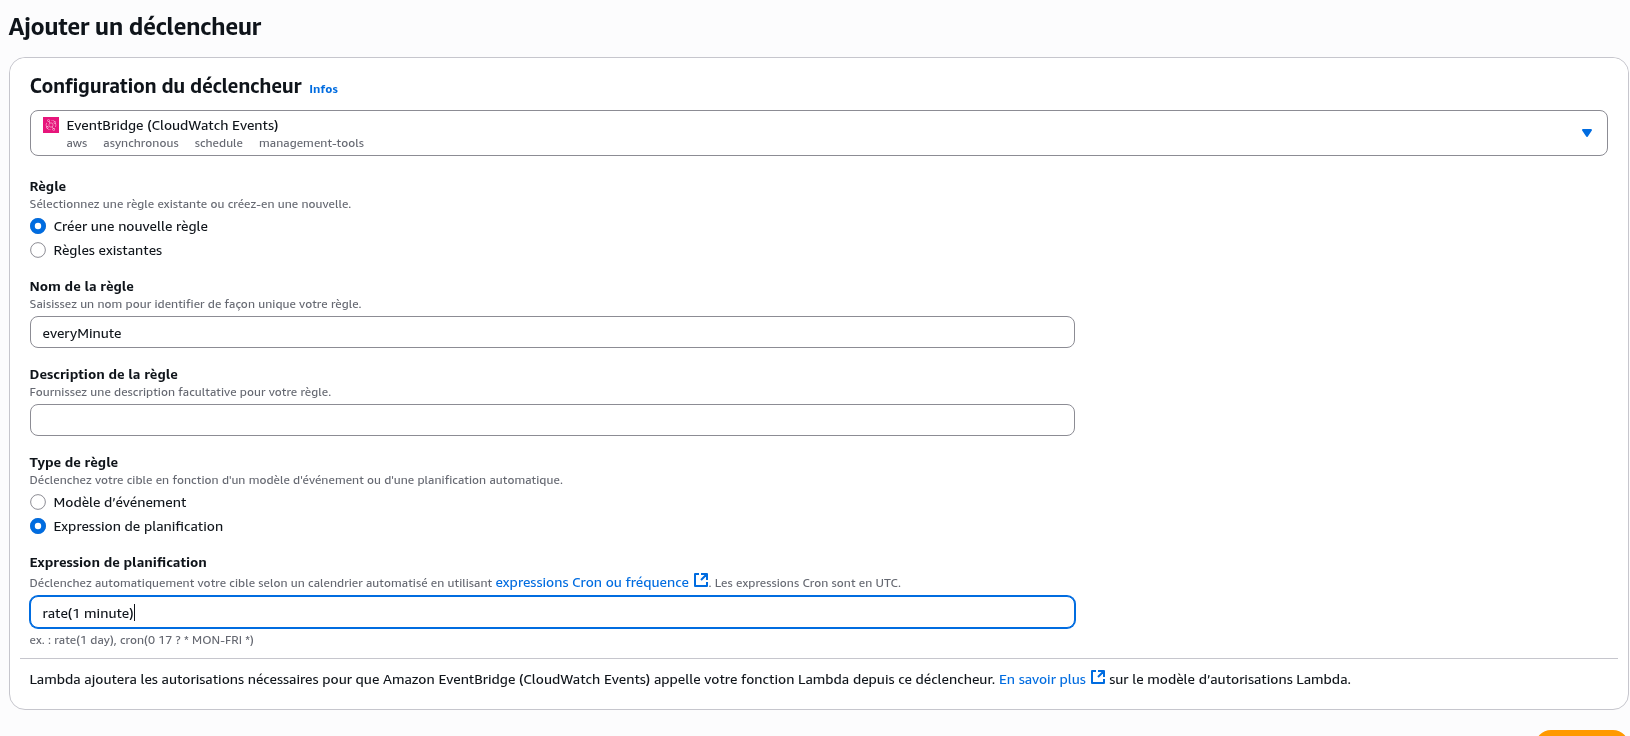 Ajouter un déclencheur
Configuration du déclencheur Infos
EventBridge (CloudWatch Events)
aws asynchronous schedule management-tools
Règle
Sélectionnez une règle existante ou créez-en une nouvelle.
Créer une nouvelle règle
Règles existantes
Nom de la règle
Saisissez un nom pour identifier de façon unique votre règle.
everyMinute
Description de la règle
Fournissez une description facultative pour votre règle.
Type de règle
Déclenchez votre cible en fonction d'un modèle d'événement ou d'une planification automatique.
Modèle d’événement
Expression de planification
Expression de planification
Déclenchez automatiquement votre cible selon un calendrier automatisé en utilisant expressions Cron ou fréquence. Les expressions Cron sont en UTC.
rate(1 minute)
ex. : rate(1 day), cron(0 17 ? * MON-FRI *)
Lambda ajoutera les autorisations nécessaires pour que Amazon EventBridge (CloudWatch Events) appelle votre fonction Lambda depuis ce déclencheur. En savoir plus sur le modèle d’autorisations Lambda.